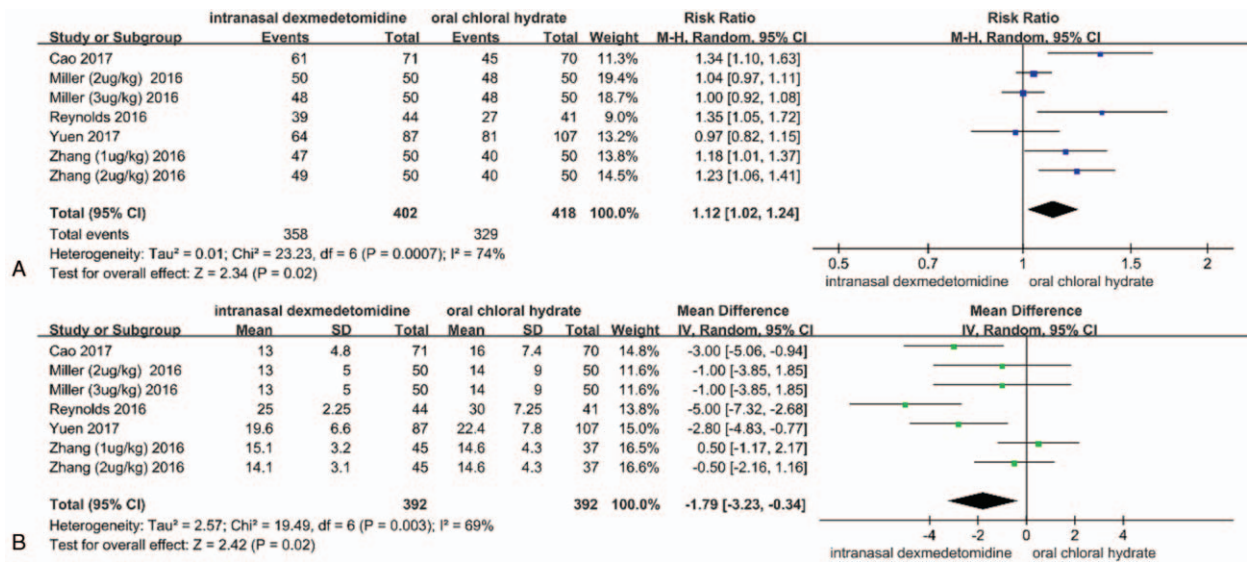 intranasal dexmedetomidine oral chloral hydrate Risk Ratio Risk Ratio
Study or Subgroup Events Total Events Total Weight M-H, Random, 95% CI M-H, Random, 95% CI
Cao 2017 61 71 45 70 11.3% 1.34 [1.10, 1.63]
Miller (2ug/kg) 2016 50 50 48 50 19.4% 1.04 [0.97, 1.11]
Miller (3ug/kg) 2016 48 50 48 50 18.7% 1.00 [0.92, 1.08]
Reynolds 2016 39 44 27 41 9.0% 1.35 [1.05, 1.72]
Yuen 2017 64 87 81 107 13.2% 0.97 [0.82, 1.15]
Zhang (1ug/kg) 2016 47 50 40 50 13.8% 1.18 [1.01, 1.37]
Zhang (2ug/kg) 2016 49 50 40 50 14.5% 1.23 [1.06, 1.41]
Total (95% CI) 402 418 100.0% 1.12 [1.02, 1.24]
Total events 358 329
Heterogeneity: Tau² = 0.01; Chi² = 23.23, df = 6 (P = 0.0007); I² = 74%
Test for overall effect: Z = 2.34 (P = 0.02)
0.5 0.7 1 1.5 2
intranasal dexmedetomidine oral chloral hydrate
A
intranasal dexmedetomidine oral chloral hydrate Mean Difference Mean Difference
Study or Subgroup Mean SD Total Mean SD Total Weight IV, Random, 95% CI IV, Random, 95% CI
Cao 2017 13 4.8 71 16 7.4 70 14.8% -3.00 [-5.06, -0.94]
Miller (2ug/kg) 2016 13 5 50 14 9 50 11.6% -1.00 [-3.85, 1.85]
Miller (3ug/kg) 2016 13 5 50 14 9 50 11.6% -1.00 [-3.85, 1.85]
Reynolds 2016 25 2.25 44 30 7.25 41 13.8% -5.00 [-7.32, -2.68]
Yuen 2017 19.6 6.6 87 22.4 7.8 107 15.0% -2.80 [-4.83, -0.77]
Zhang (1ug/kg) 2016 15.1 3.2 45 14.6 4.3 37 16.6% 0.50 [-1.17, 2.17]
Zhang (2ug/kg) 2016 14.1 3.1 45 14.6 4.3 37 16.6% -0.50 [-2.16, 1.16]
Total (95% CI) 392 392 100.0% -1.79 [-3.23, -0.34]
Heterogeneity: Tau² = 2.57; Chi² = 19.49, df = 6 (P = 0.003); I² = 69%
Test for overall effect: Z = 2.42 (P = 0.02)
-4 -2 0 2 4
intranasal dexmedetomidine oral chloral hydrate
B